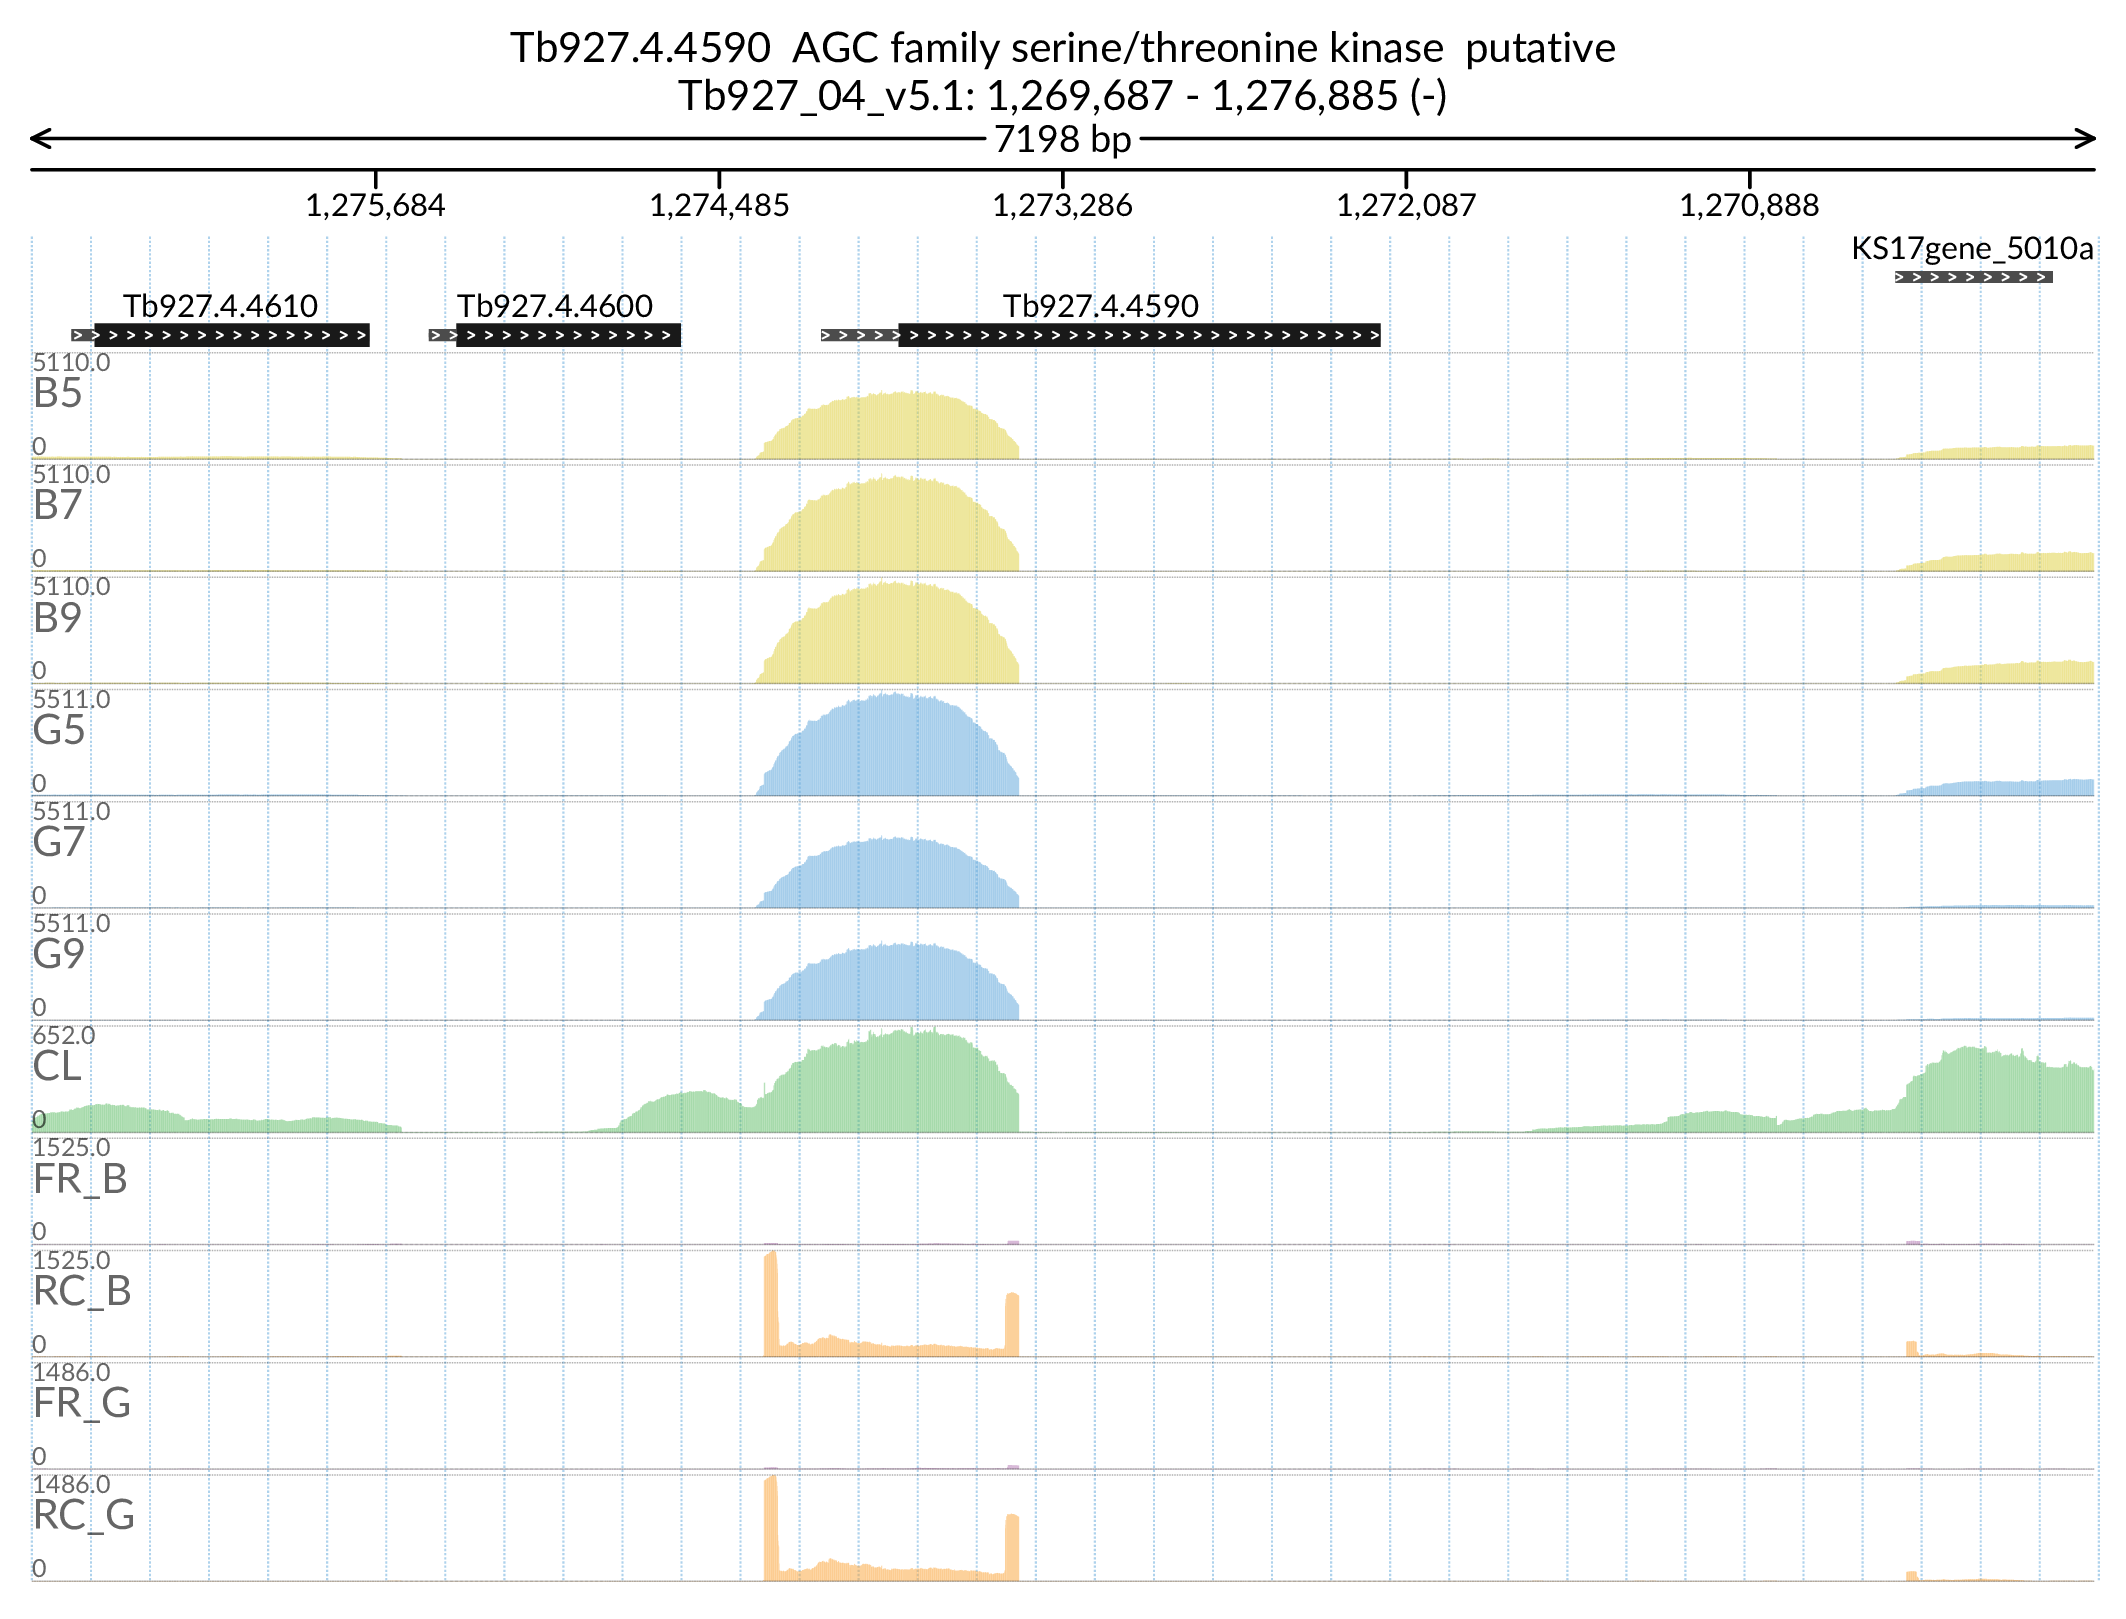 Tb927.4.4590 AGC family serine/threonine kinase putative
Tb927_04_v5.1: 1,269,687 - 1,276,885 (-)
7198 bp
1,275,684 1,274,485 1,273,286 1,272,087 1,270,888
KS17gene_5010a
Tb927.4.4610 Tb927.4.4600 Tb927.4.4590
5110.0
B5
0
5110.0
B7
0
5110.0
B9
0
5511.0
G5
0
5511.0
G7
0
5511.0
G9
0
652.0
CL
0
1525.0
FR_B
0
1525.0
RC_B
0
1486.0
FR_G
0
1486.0
RC_G
0